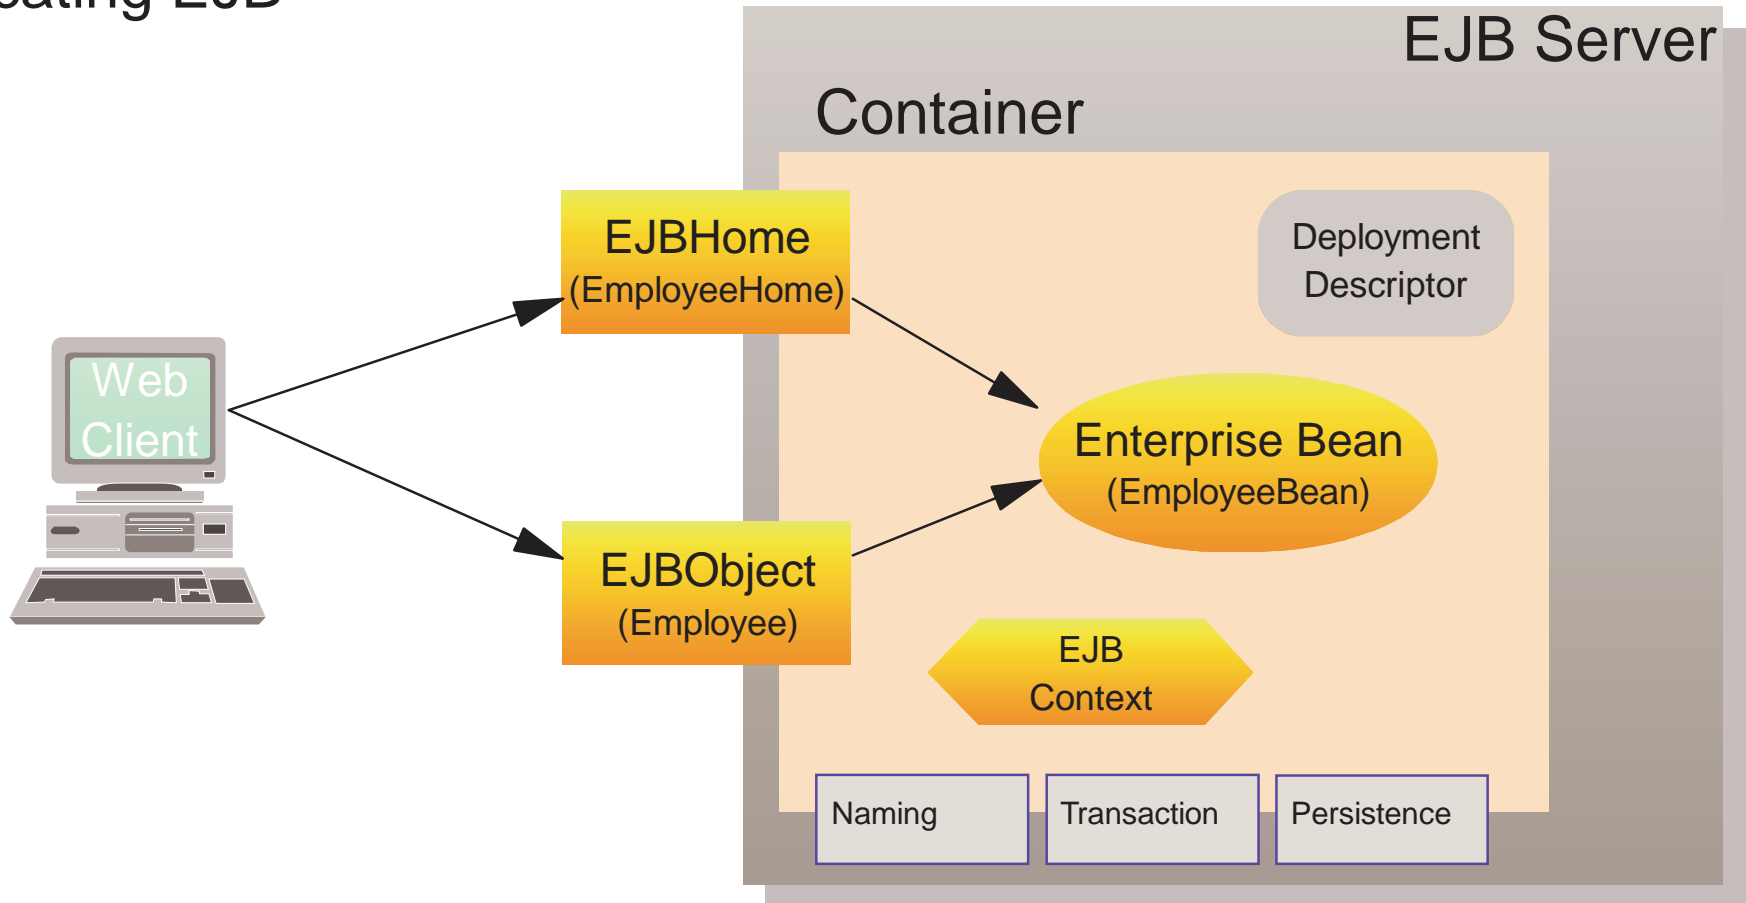 EJB
EJB Server
Container
EJBHome
(EmployeeHome)
Deployment
Descriptor
Web
Client
Enterprise Bean
(EmployeeBean)
EJBObject
(Employee)
EJB
Context
Naming
Transaction
Persistence